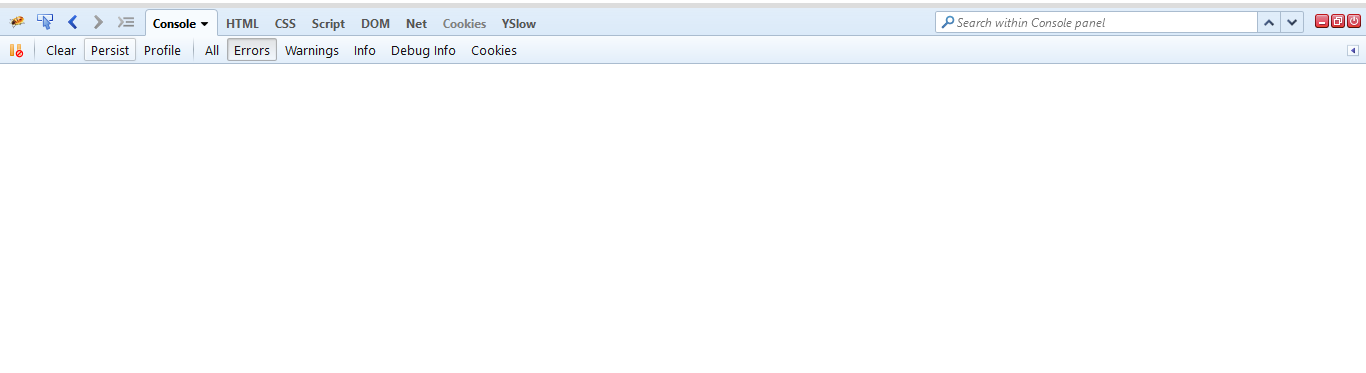 Console HTML CSS Script DOM Net Cookies YSlow Search within Console panel
Clear Persist Profile All Errors Warnings Info Debug Info Cookies